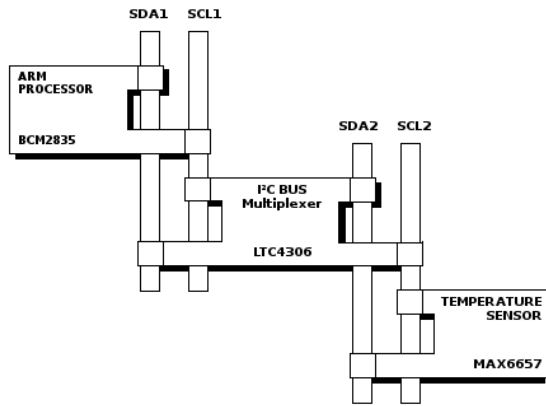 SDA1 SCL1
ARM
PROCESSOR
BCM2835
SDA2 SCL2
I²C BUS
Multiplexer
LTC4306
TEMPERATURE
SENSOR
MAX6657